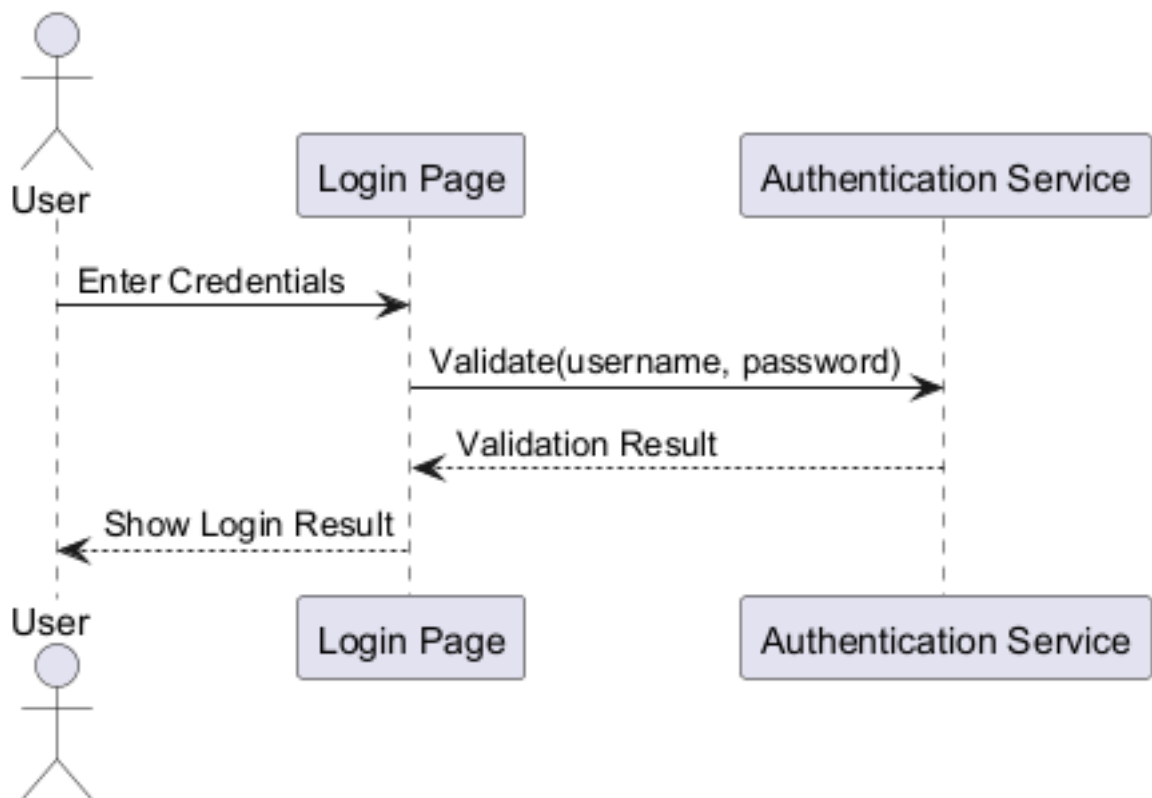 User
Login Page
Authentication Service
Enter Credentials
Validate(username, password)
Validation Result
Show Login Result
User
Login Page
Authentication Service